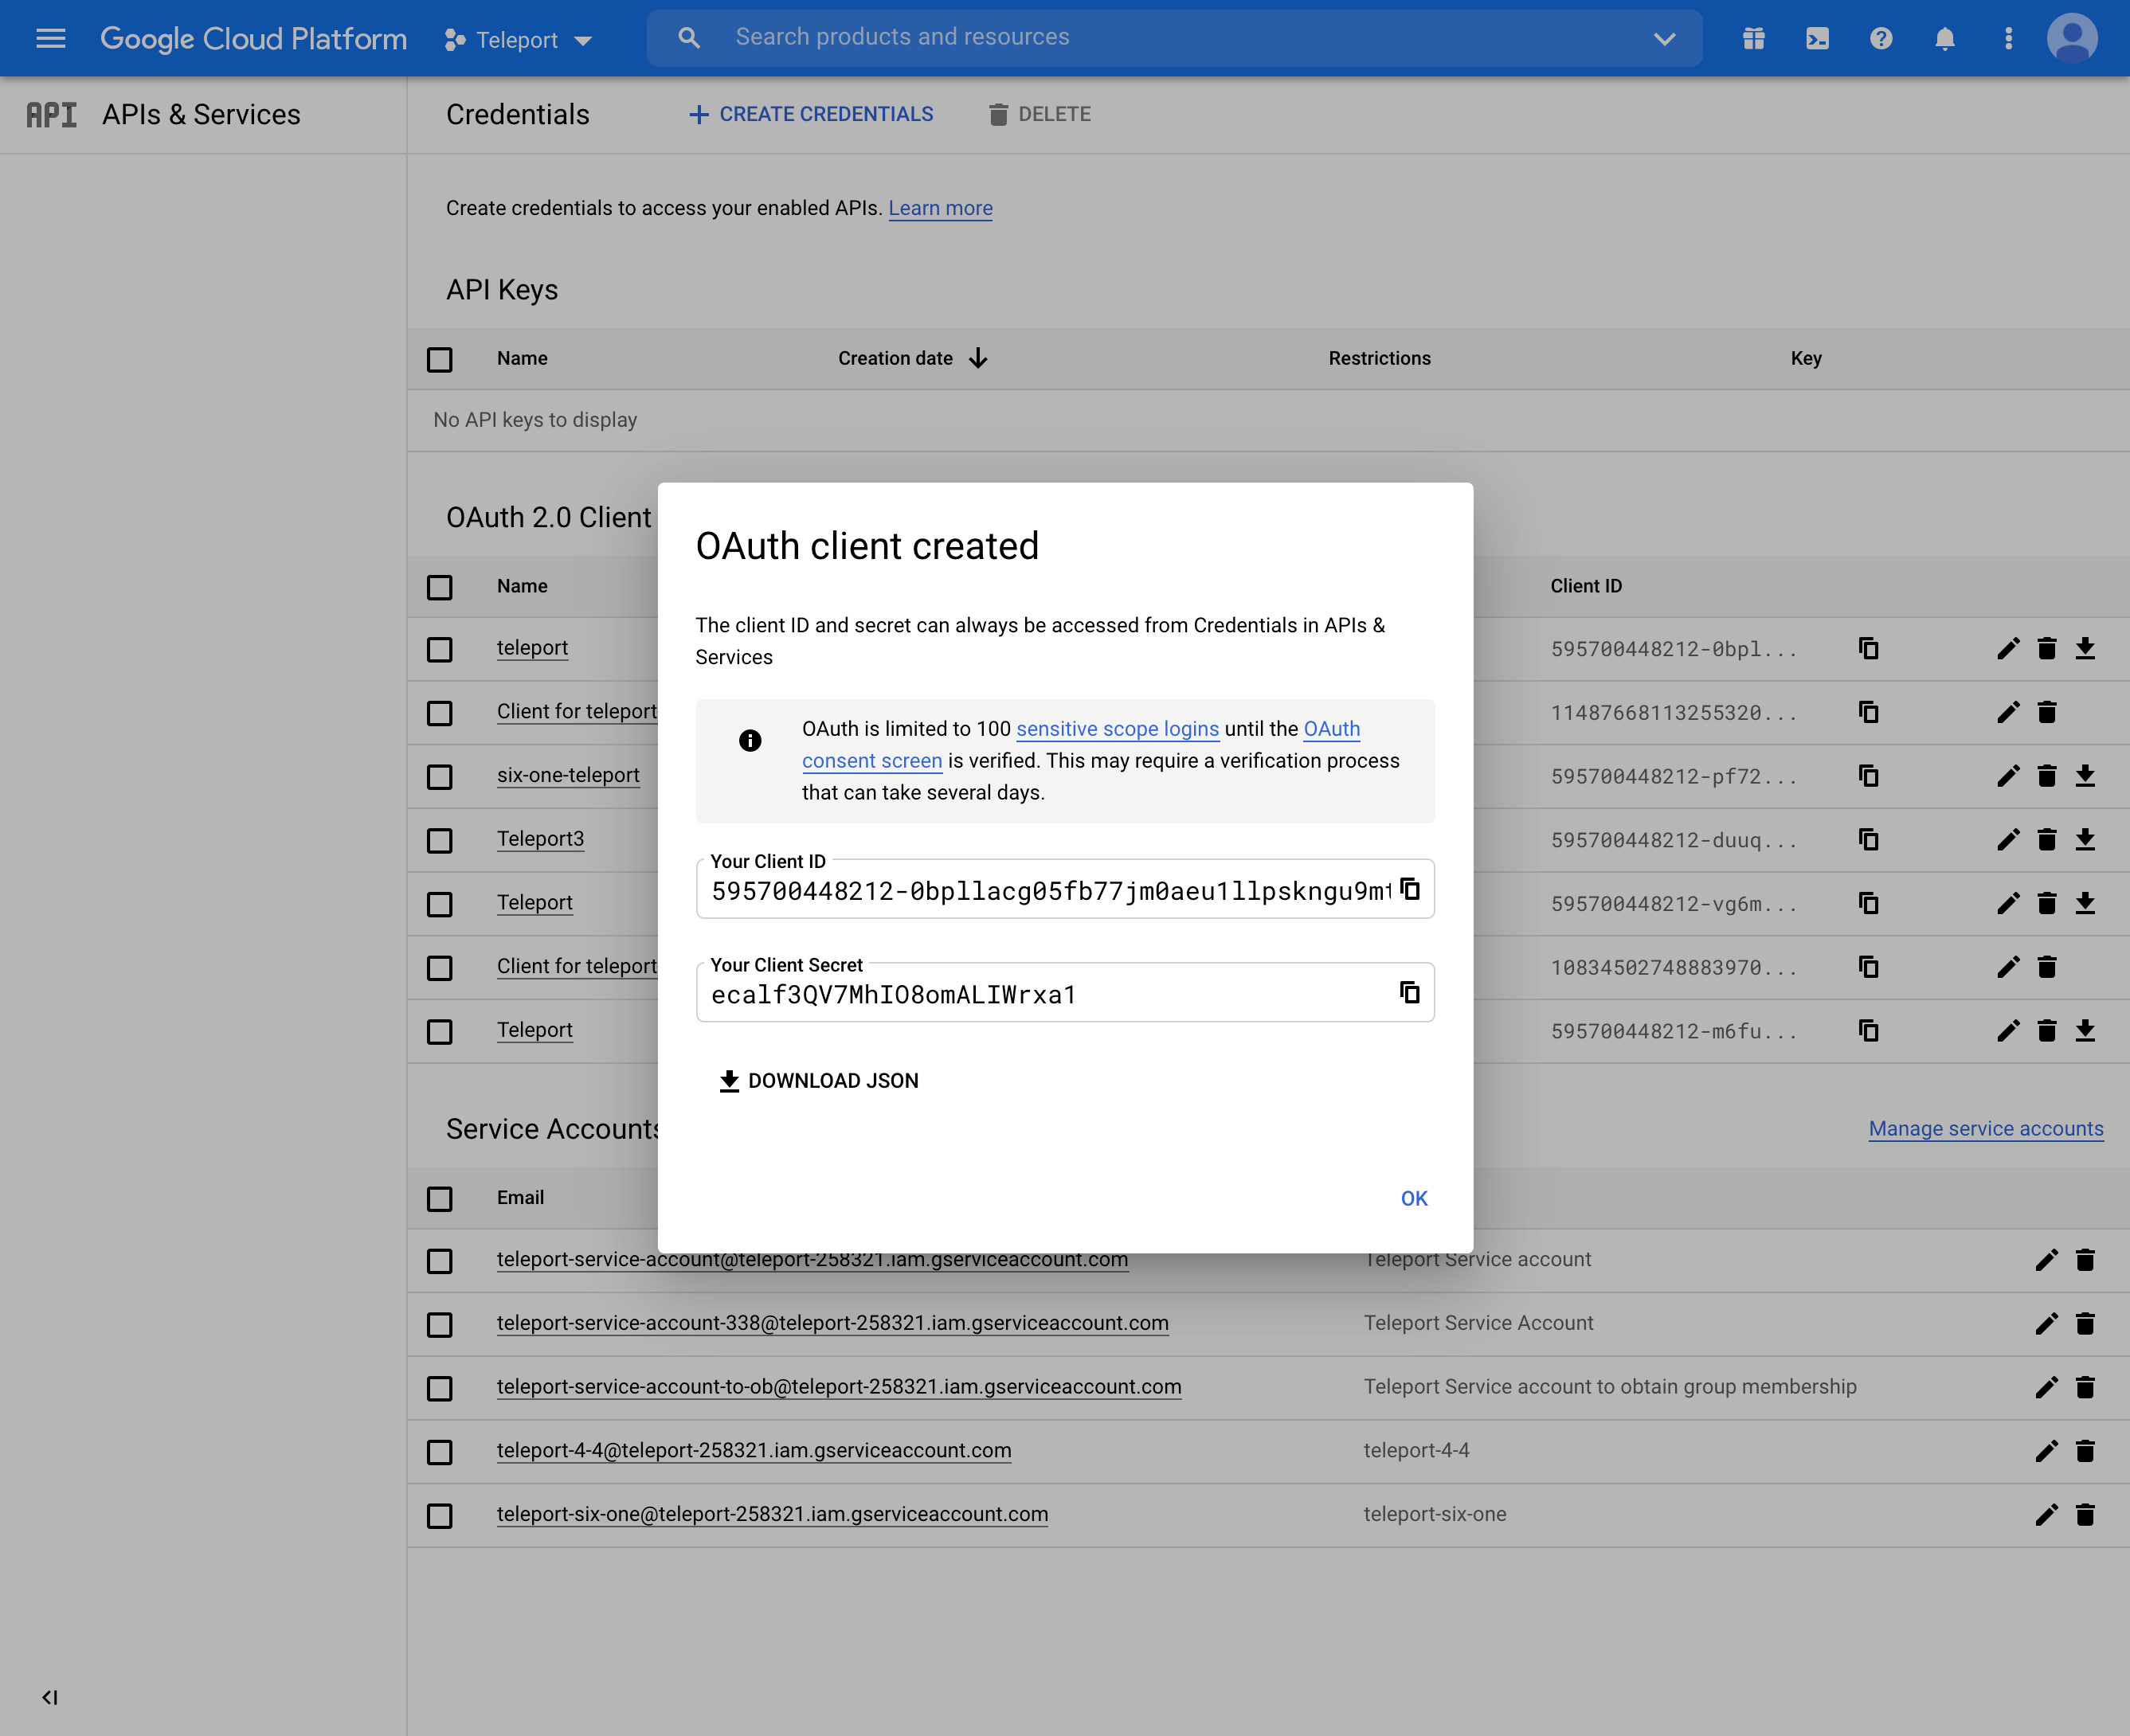 Google Cloud Platform
Teleport
Search products and resources
API APIs & Services
Credentials
CREATE CREDENTIALS
DELETE
Create credentials to access your enabled APIs. Learn more
API Keys
Name Creation date Restrictions Key
No API keys to display
OAuth 2.0 Client
Name Client ID
teleport 595700448212-0bpl...
Client for teleport 11487668113255320...
six-one-teleport 595700448212-pf72...
Teleport3 595700448212-duuq...
Teleport 595700448212-vg6m...
Client for teleport 10834502748883970...
Teleport 595700448212-m6fu...
OAuth client created
The client ID and secret can always be accessed from Credentials in APIs &
Services
OAuth is limited to 100 sensitive scope logins until the OAuth
consent screen is verified. This may require a verification process
that can take several days.
Your Client ID
595700448212-0bpllacg05fb77jm0aeu1llpskngu9mt
Your Client Secret
ecalf3QV7MhIO8omALIWrxa1
DOWNLOAD JSON
OK
Service Accounts
Manage service accounts
Email
teleport-service-account@teleport-258321.iam.gserviceaccount.com Teleport Service account
teleport-service-account-338@teleport-258321.iam.gserviceaccount.com Teleport Service Account
teleport-service-account-to-ob@teleport-258321.iam.gserviceaccount.com Teleport Service account to obtain group membership
teleport-4-4@teleport-258321.iam.gserviceaccount.com teleport-4-4
teleport-six-one@teleport-258321.iam.gserviceaccount.com teleport-six-one